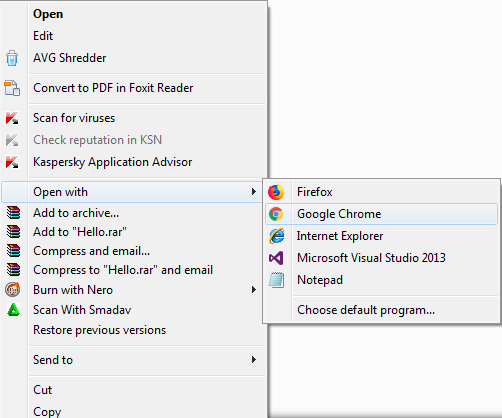 Open
Edit
AVG Shredder
Convert to PDF in Foxit Reader
Scan for viruses
Check reputation in KSN
Kaspersky Application Advisor
Open with
Add to archive...
Add to "Hello.rar"
Compress and email...
Compress to "Hello.rar" and email
Burn with Nero
Scan With Smadav
Restore previous versions
Send to
Cut
Copy
Firefox
Google Chrome
Internet Explorer
Microsoft Visual Studio 2013
Notepad
Choose default program...